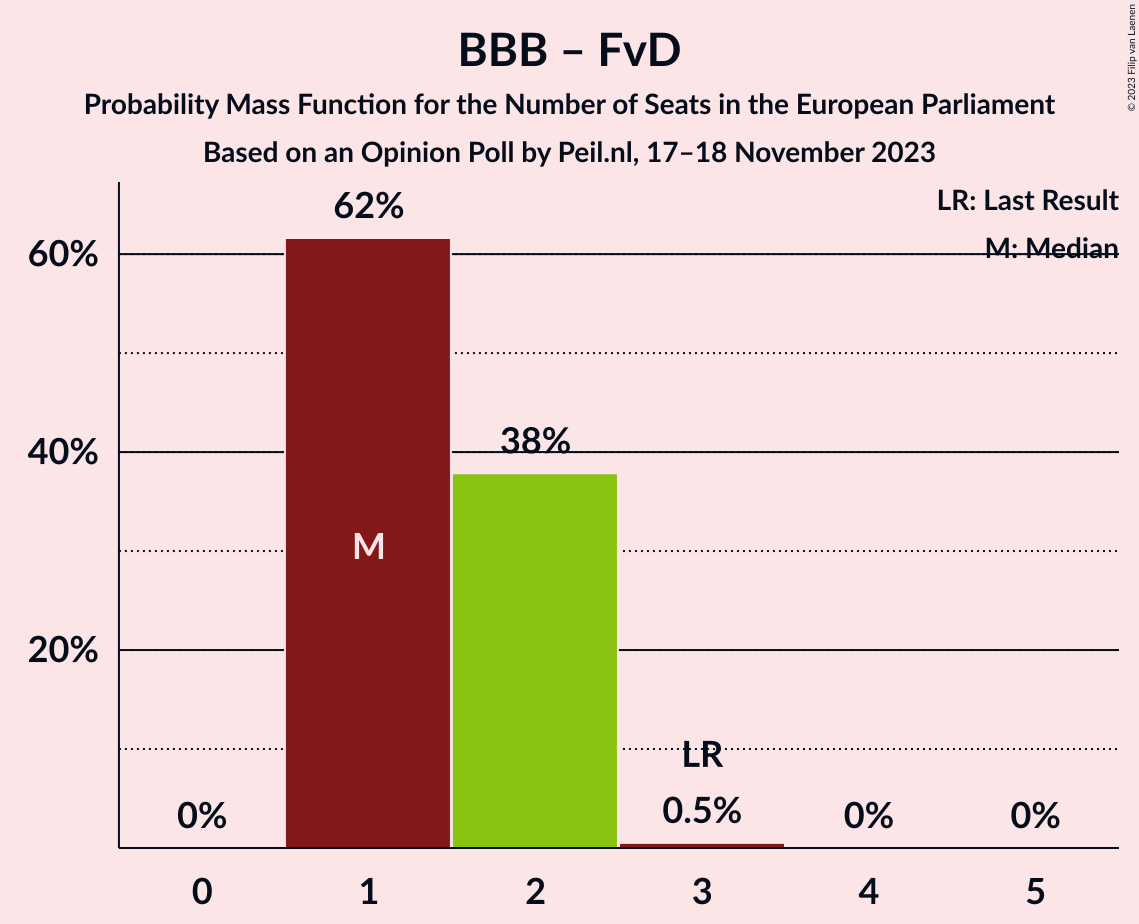 BBB – FvD
Probability Mass Function for the Number of Seats in the European Parliament
Based on an Opinion Poll by Peil.nl, 17–18 November 2023
© 2023 Filip van Laenen
LR: Last Result
M: Median
62%
60%
38%
40%
M
20%
LR
0%
0.5%
0%
0%
0 1 2 3 4 5